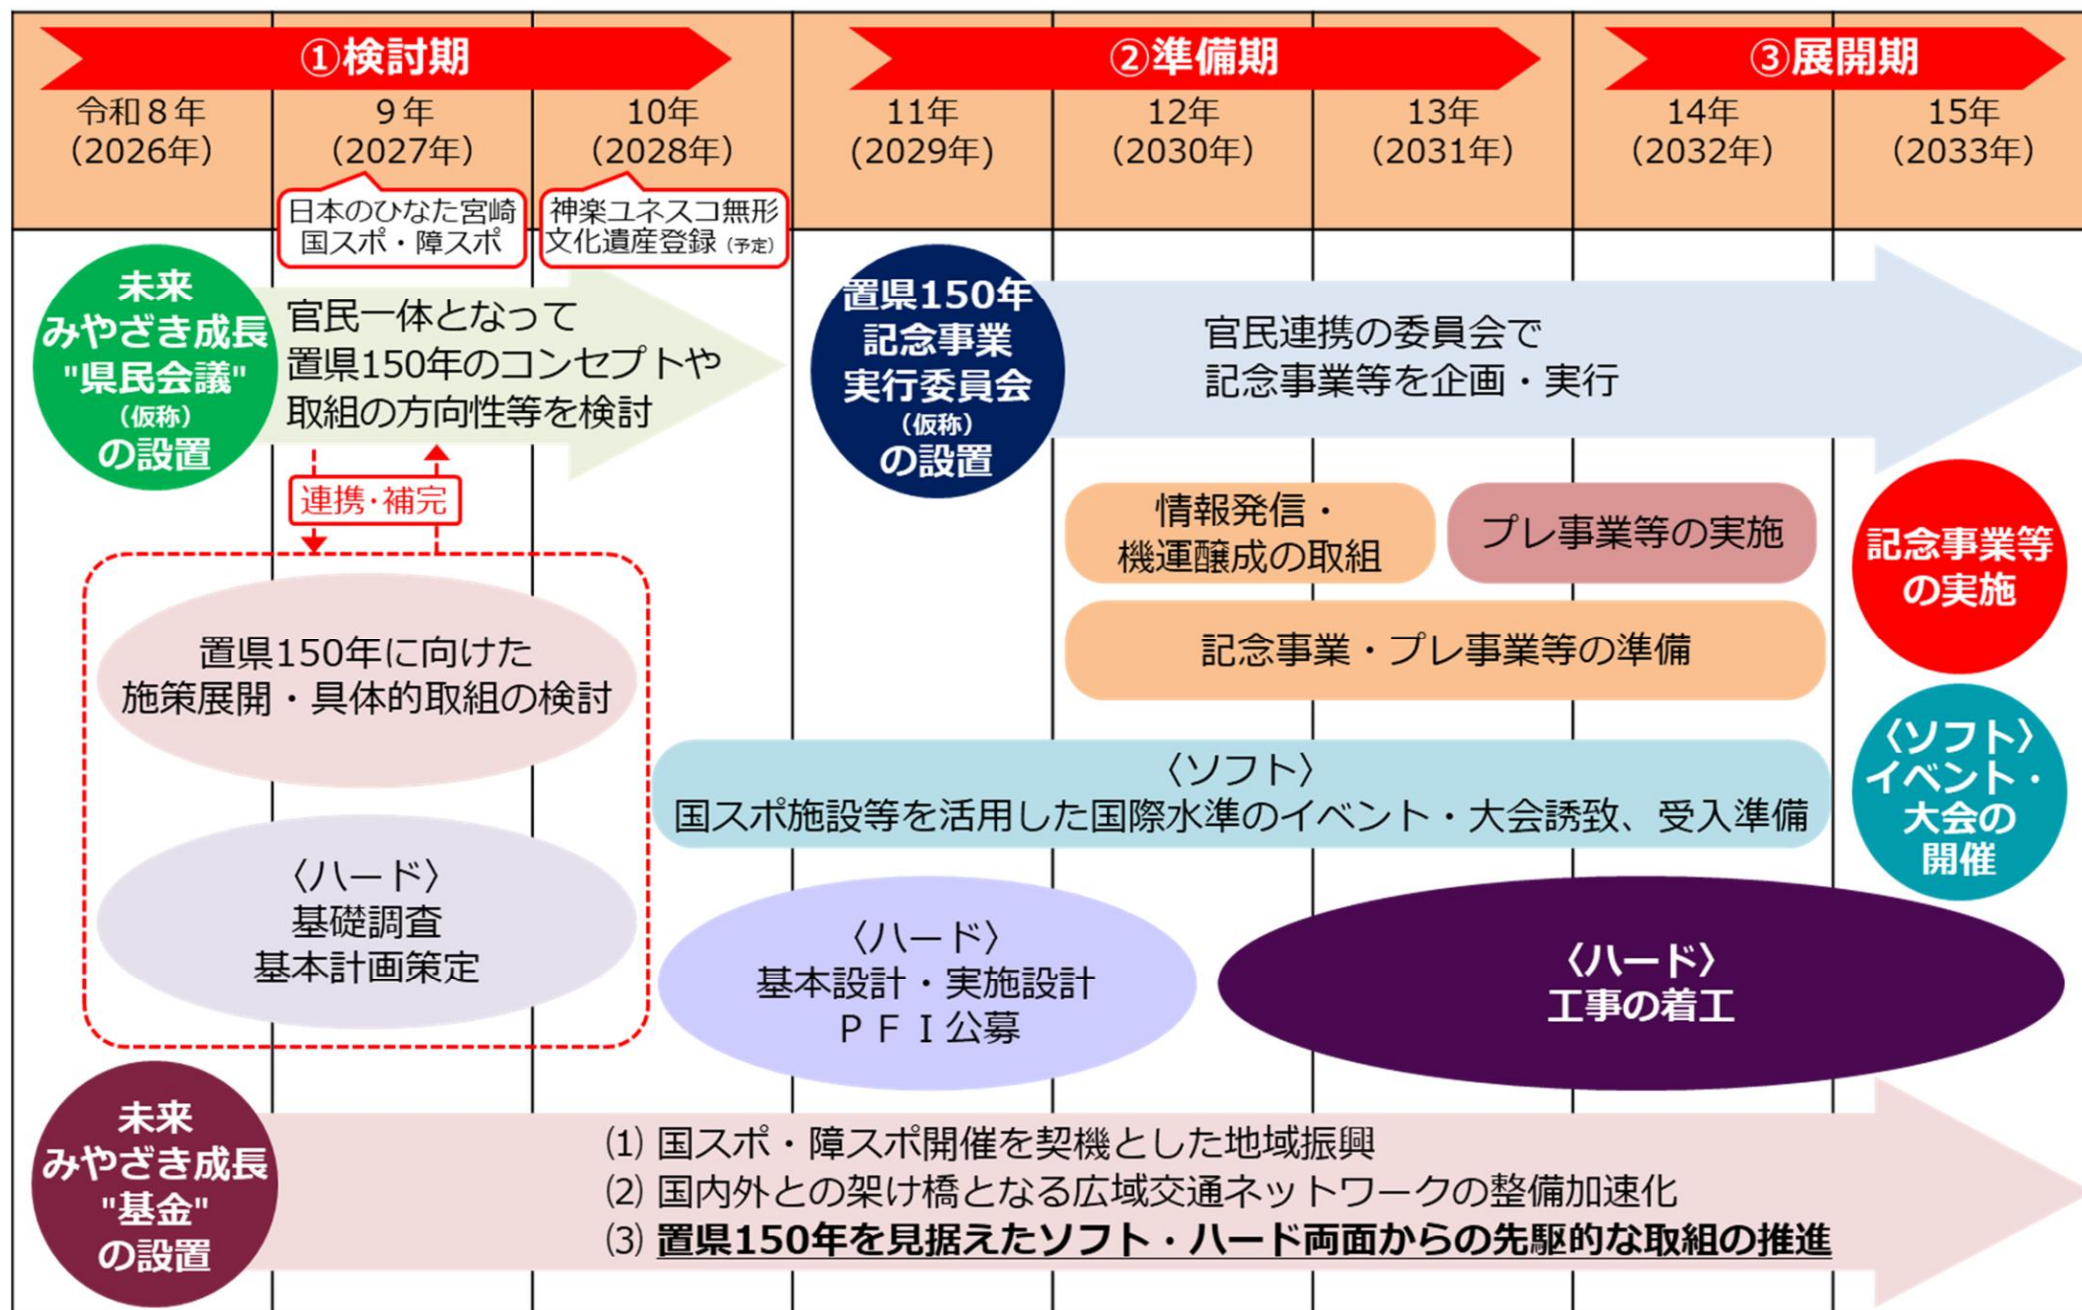 ①検討期
②準備期
③展開期
令和8年
(2026年)
9年
(2027年)
10年
(2028年)
11年
(2029年)
12年
(2030年)
13年
(2031年)
14年
(2032年)
15年
(2033年)
日本のひなた宮崎
国スポ・障スポ
神楽ユネスコ無形
文化遺産登録(予定)
未来
みやざき成長
"県民会議"
(仮称)
の設置
官民一体となって
置県150年のコンセプトや
取組の方向性等を検討
置県150年
記念事業
実行委員会
(仮称)
の設置
官民連携の委員会で
記念事業等を企画・実行
連携・補完
情報発信・
機運醸成の取組
プレ事業等の実施
記念事業等
の実施
置県150年に向けた
施策展開・具体的取組の検討
記念事業・プレ事業等の準備
〈ソフト〉
国スポ施設等を活用した国際水準のイベント・大会誘致、受入準備
〈ソフト〉
イベント・
大会の
開催
〈ハード〉
基礎調査
基本計画策定
〈ハード〉
基本設計・実施設計
PFI公募
〈ハード〉
工事の着工
未来
みやざき成長
"基金"
の設置
(1) 国スポ・障スポ開催を契機とした地域振興
(2) 国内外との架け橋となる広域交通ネットワークの整備加速化
(3) 置県150年を見据えたソフト・ハード両面からの先駆的な取組の推進